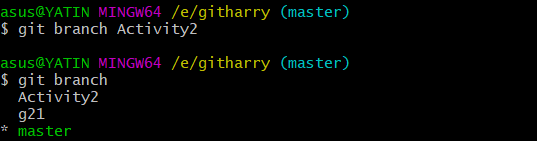 asus@YATIN MINGW64 /e/githarry (master)
$ git branch Activity2
asus@YATIN MINGW64 /e/githarry (master)
$ git branch
Activity2
g21
* master